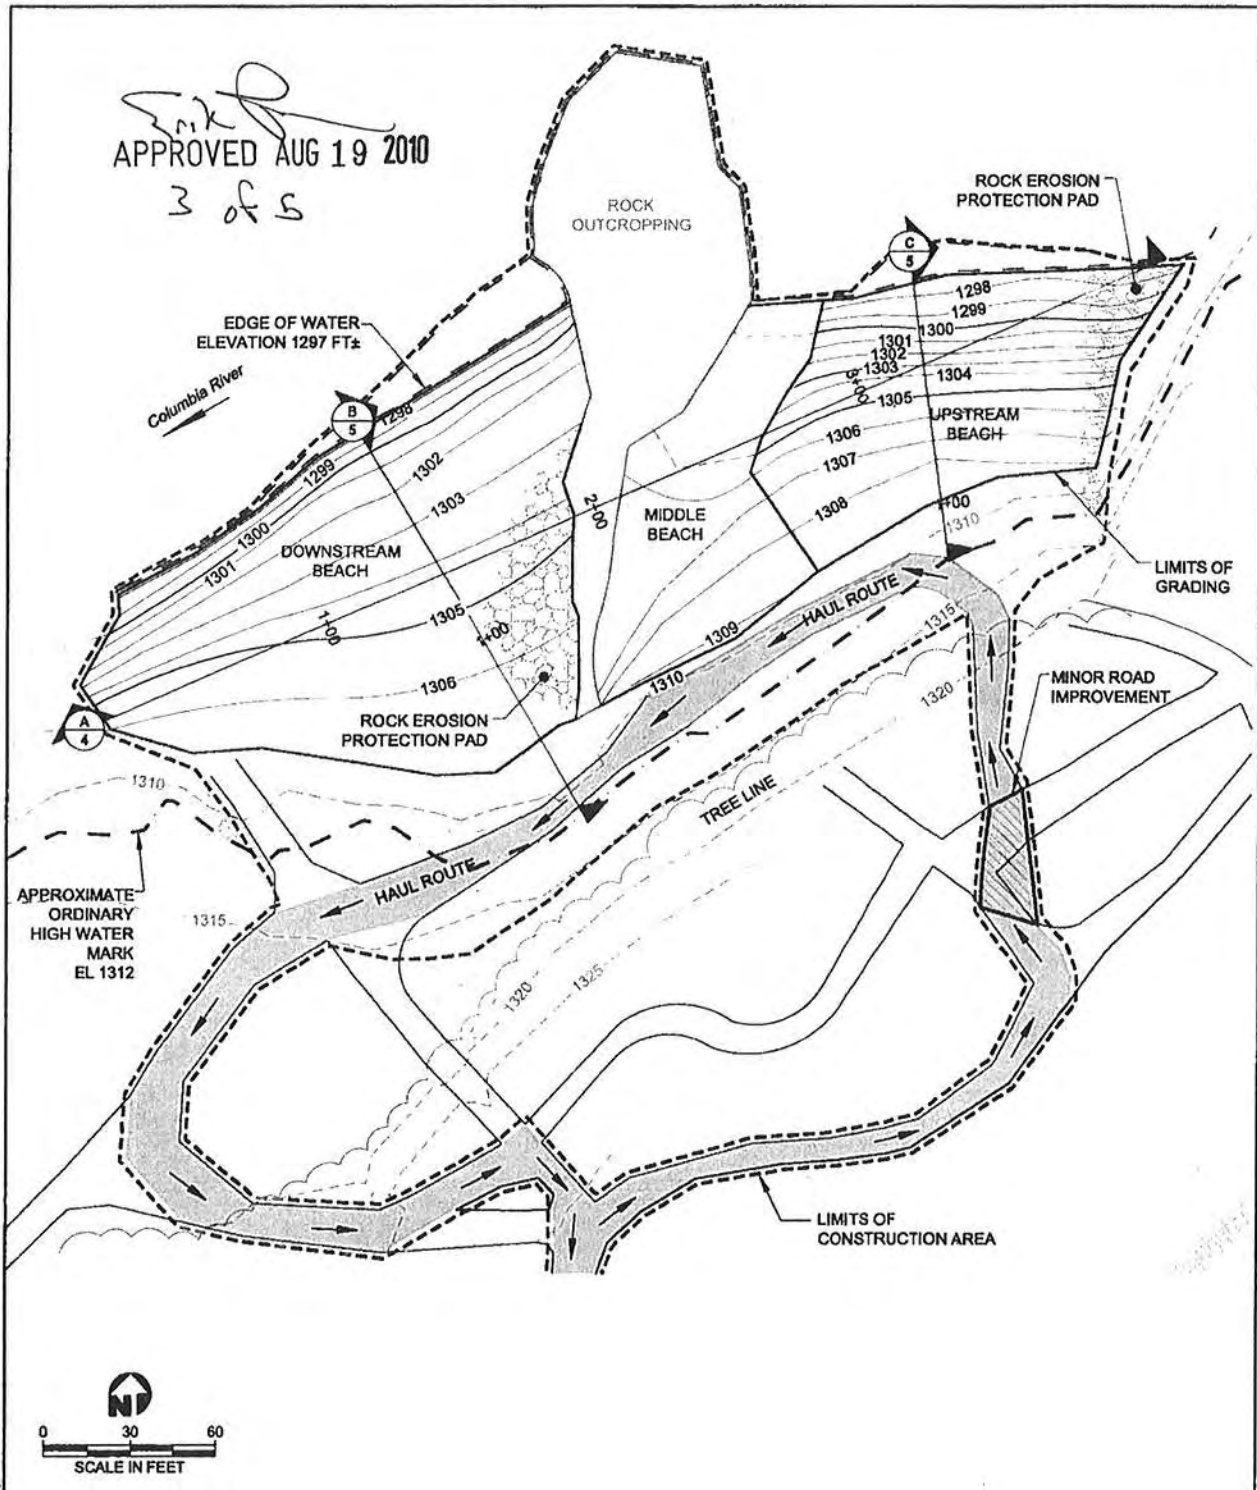 Erik
APPROVED AUG 19 2010
3 of 5
ROCK EROSION
PROTECTION PAD
ROCK
OUTCROPPING
C
5
EDGE OF WATER
ELEVATION 1297 FT±
Columbia River
B
5
1298
1299
1300
1301
1302
1303
1304
3+00
1305
UPSTREAM
BEACH
1306
1307
1308
1+00
1310
1298
1299
1302
1303
1300
1301
DOWNSTREAM
BEACH
2+00
MIDDLE
BEACH
LIMITS OF
GRADING
HAUL ROUTE
1315
1+00
1305
1+00
1309
1310
1320
MINOR ROAD
IMPROVEMENT
1306
ROCK EROSION
PROTECTION PAD
A
4
1310
TREE LINE
HAUL ROUTE
APPROXIMATE
ORDINARY
HIGH WATER
MARK
EL 1312
1315
1320
1325
LIMITS OF
CONSTRUCTION AREA
N
0 30 60
SCALE IN FEET